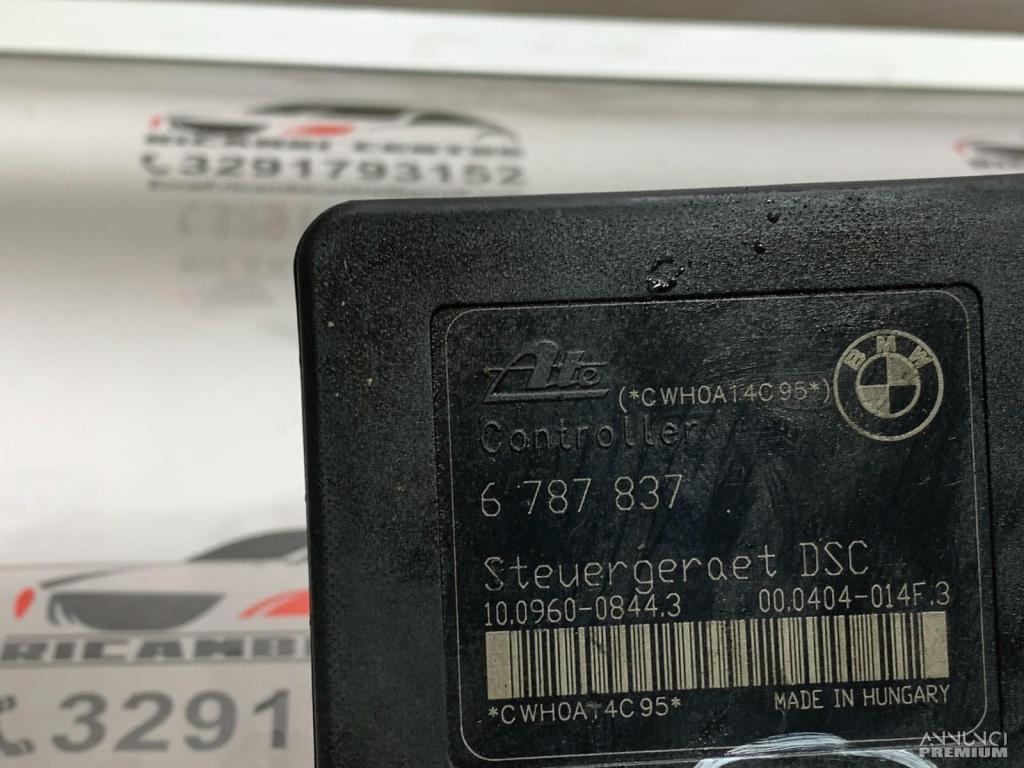 RICAMBI CENTRE
3291793152
Ate
(*CWH0A14C95*)
BMW
Controller
6 787 837
Steuergeraet DSC
10.0960-0844.3 00.0404-014F.3
*CWH0A14C95*
MADE IN HUNGARY
RICAMBI
3291
ANNUNCI
PREMIUM